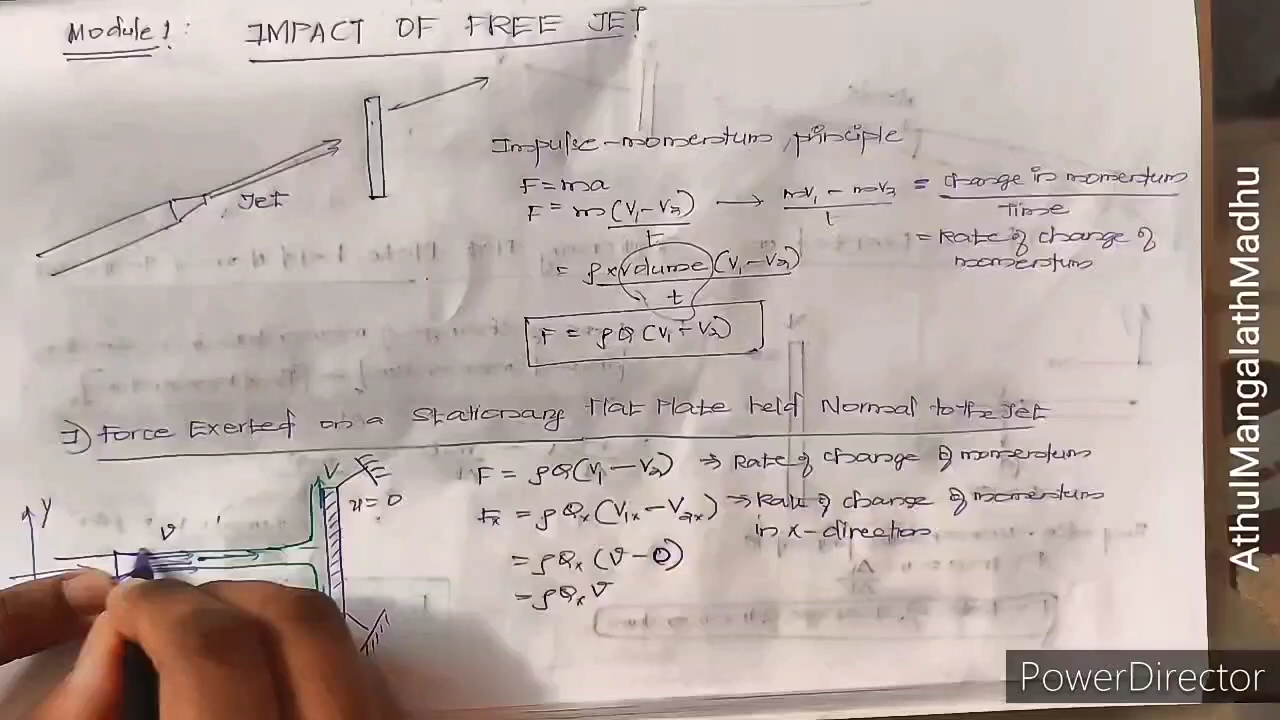 Module 1: IMPACT OF FREE JET
Jet
Impulse-momentum principle
F = ma
F = m(V₁-V₂)/t → mV₁ - mV₂/t = change in momentum/Time
= Rate of change of momentum
= ρ × volume (V₁-V₂)/t
F = ρQ(V₁-V₂)
I) Force Exerted on a Stationary Flat Plate held Normal to the Jet
F = ρQ(V₁-V₂) ⇒ Rate of change of momentum
Fx = ρQx(V1x-V2x) ⇒ Rate of change of momentum
in x-direction
= ρQx(V-0)
= ρQxV
Y
V
V
u=0
AthulMangalathMadhu
PowerDirector